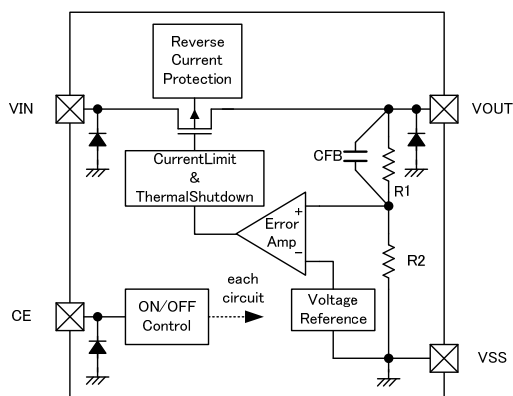 Reverse
Current
Protection
VIN
VOUT
CurrentLimit
&
ThermalShutdown
CFB
R1
+
Error
Amp
−
R2
each
circuit
CE
ON/OFF
Control
Voltage
Reference
VSS